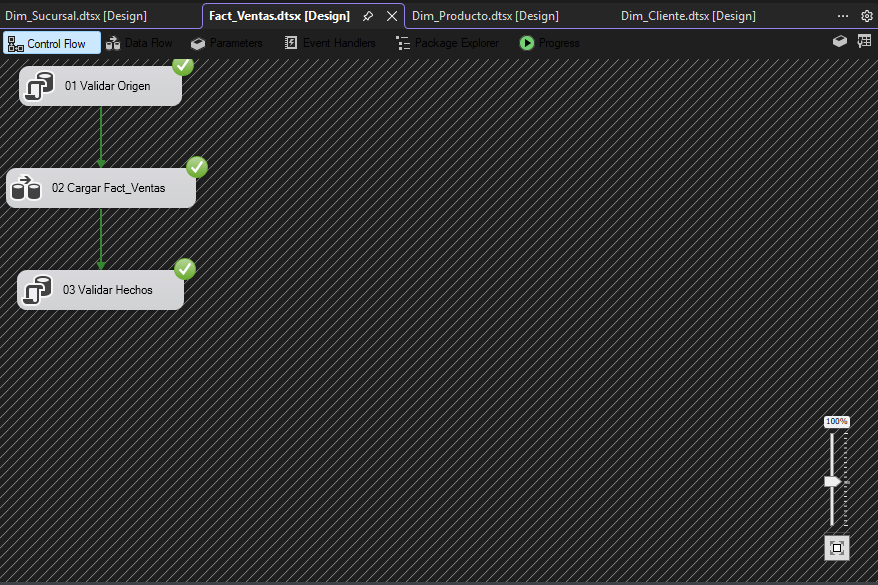 Dim_Sucursal.dtsx [Design] Fact_Ventas.dtsx [Design] Dim_Producto.dtsx [Design] Dim_Cliente.dtsx [Design]
Control Flow Data Flow Parameters Event Handlers Package Explorer Progress
01 Validar Origen
02 Cargar Fact_Ventas
03 Validar Hechos
100%